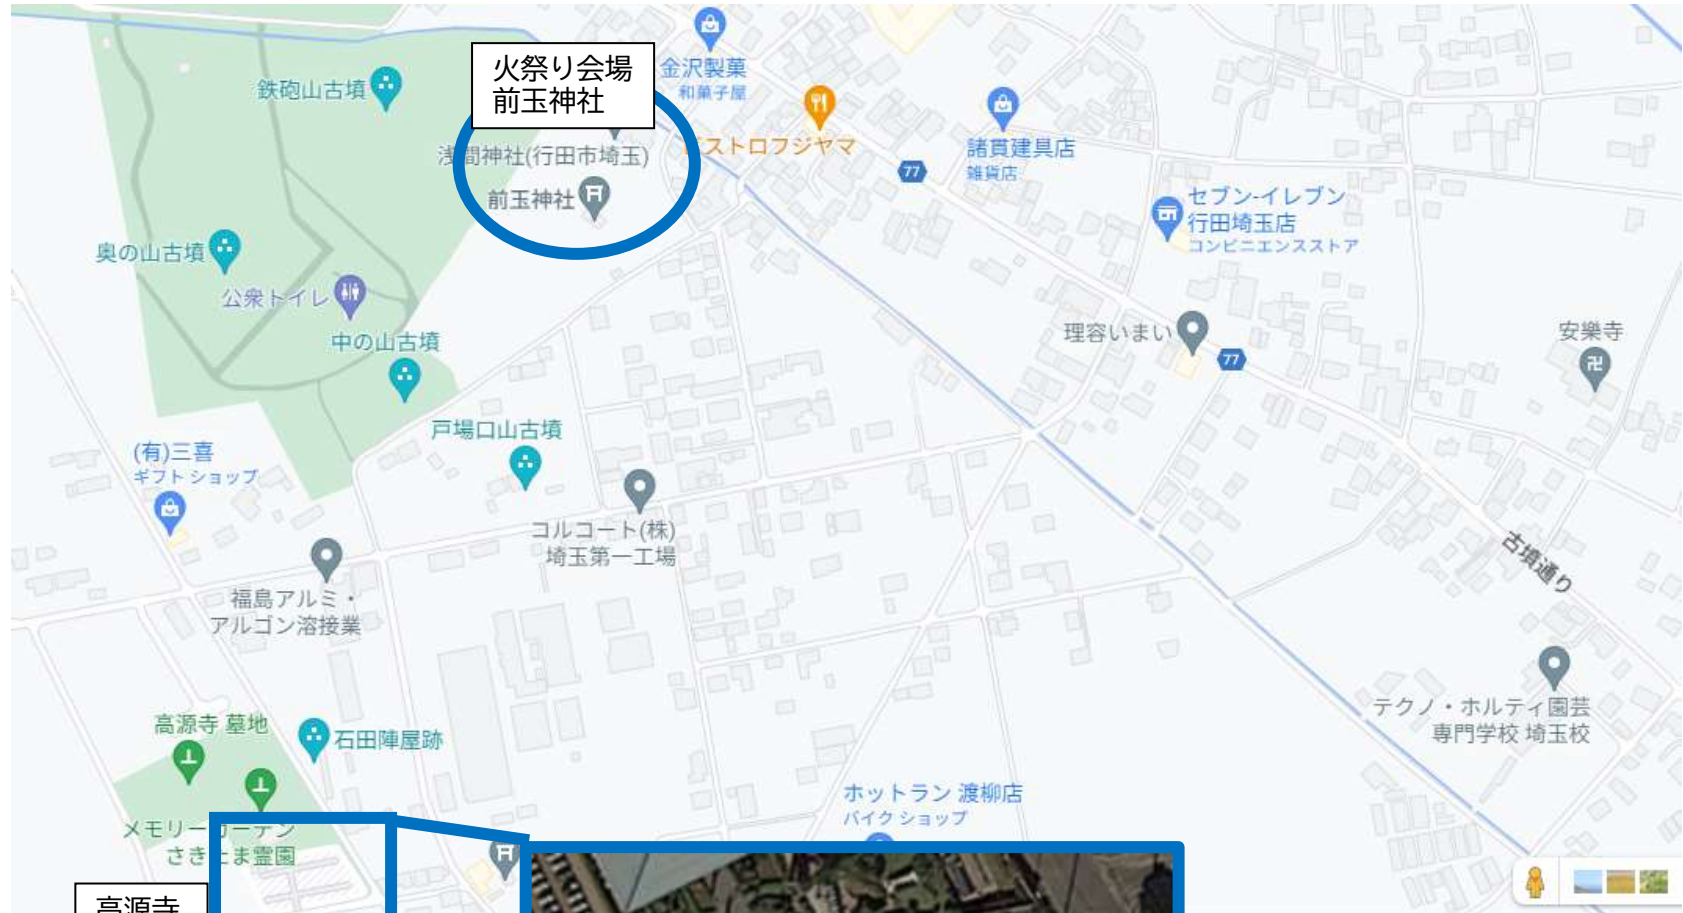 火祭り会場
前玉神社
金沢製菓
和菓子屋
鉄砲山古墳
ストロフジヤマ
諸貫建具店
雑貨店
浅間神社(行田市埼玉)
77
前玉神社
セブン-イレブン
行田埼玉店
コンビニエンスストア
奥の山古墳
公衆トイレ
中の山古墳
理容いまい
77
安樂寺
戸場口山古墳
(有)三喜
ギフト ショップ
コルコート(株)
埼玉第一工場
古墳通り
福島アルミ・
アルゴン溶接業
テクノ・ホルティ園芸
専門学校 埼玉校
高源寺 墓地
石田陣屋跡
ホットラン 渡柳店
バイク ショップ
メモリーガーデン
さきたま霊園
高源寺